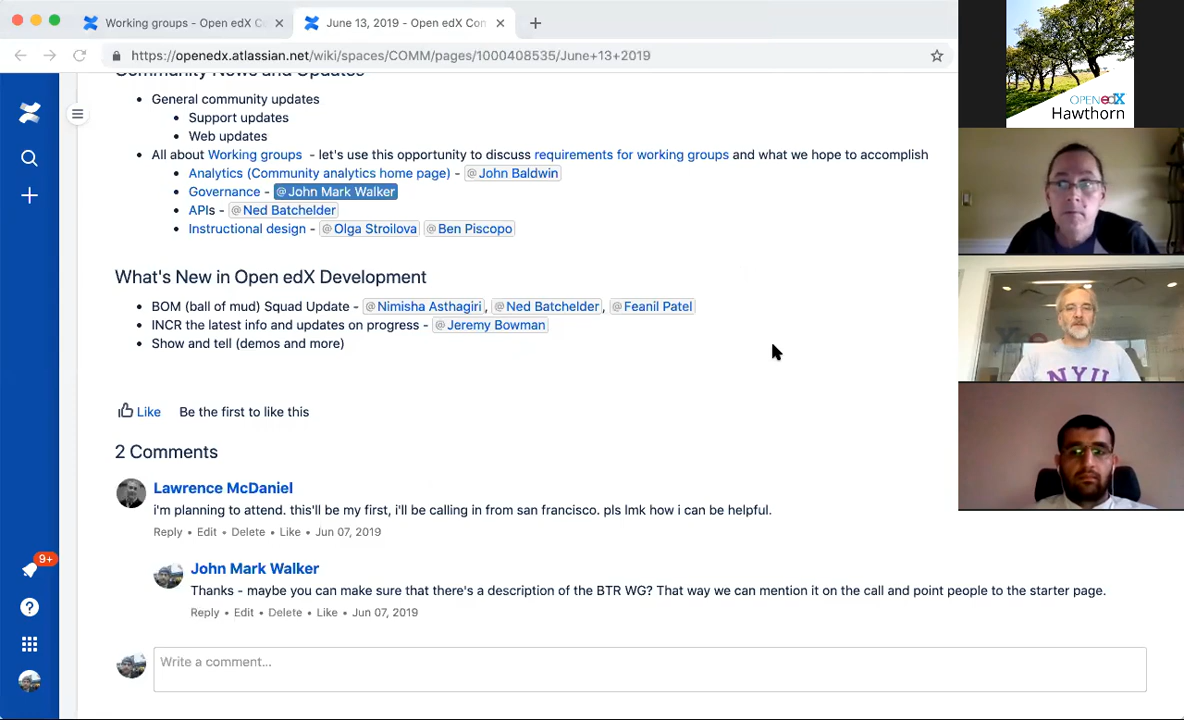 Working groups - Open edX C
June 13, 2019 - Open edX Con
https://openedx.atlassian.net/wiki/spaces/COMM/pages/1000408535/June+13+2019
Community News and Updates
General community updates
Support updates
Web updates
All about Working groups - let's use this opportunity to discuss requirements for working groups and what we hope to accomplish
Analytics (Community analytics home page) - @John Baldwin
Governance - @John Mark Walker
APIs - @Ned Batchelder
Instructional design - @Olga Stroilova @Ben Piscopo
What's New in Open edX Development
BOM (ball of mud) Squad Update - @Nimisha Asthagiri, @Ned Batchelder, @Feanil Patel
INCR the latest info and updates on progress - @Jeremy Bowman
Show and tell (demos and more)
Like Be the first to like this
2 Comments
Lawrence McDaniel
i'm planning to attend. this'll be my first, i'll be calling in from san francisco. pls lmk how i can be helpful.
Reply • Edit • Delete • Like • Jun 07, 2019
John Mark Walker
Thanks - maybe you can make sure that there's a description of the BTR WG? That way we can mention it on the call and point people to the starter page.
Reply • Edit • Delete • Like • Jun 07, 2019
Write a comment...
9+
OPEN edX
Hawthorn
NYU